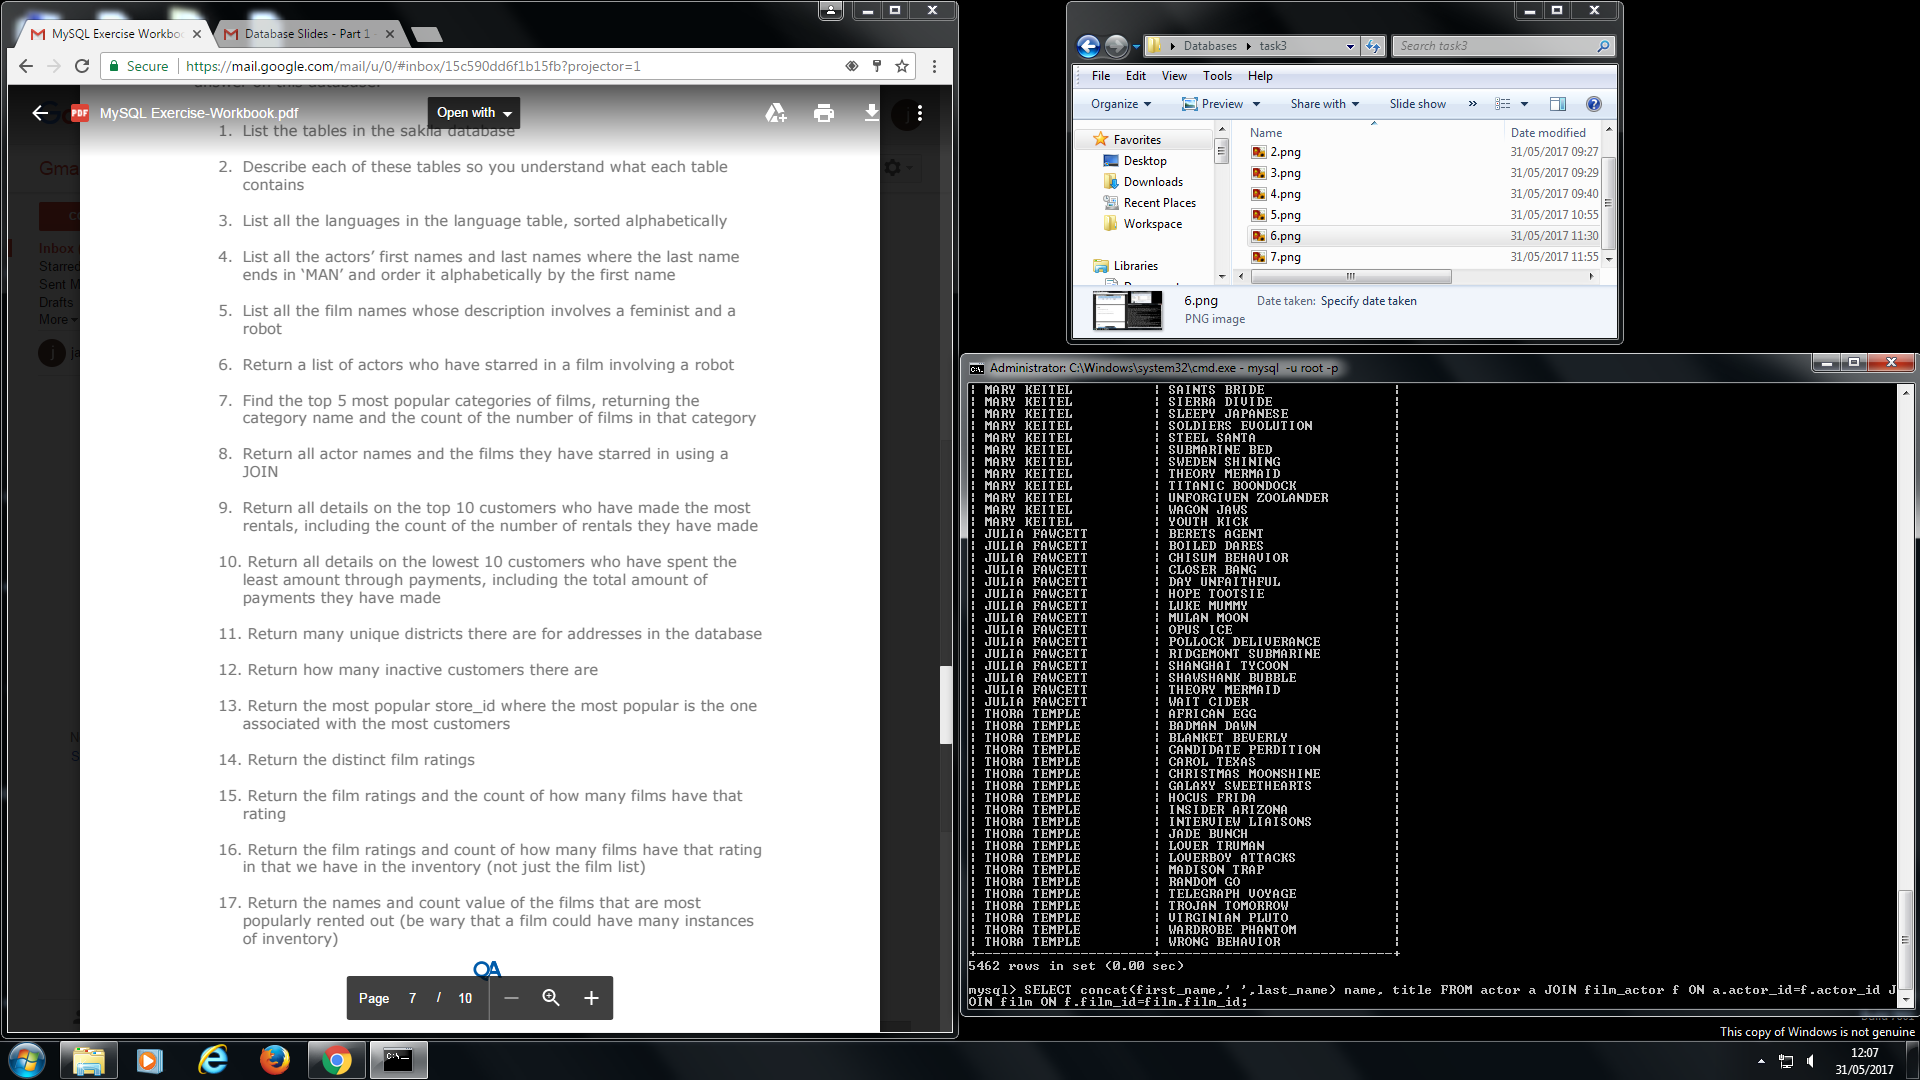 MySQL Exercise Workbo
Database Slides - Part 1
Secure
https://mail.google.com/mail/u/0/#inbox/15c590dd6f1b15fb?projector=1
MySQL Exercise-Workbook.pdf
Open with
1. List the tables in the sakila database
2. Describe each of these tables so you understand what each table
contains
3. List all the languages in the language table, sorted alphabetically
4. List all the actors’ first names and last names where the last name
ends in ‘MAN’ and order it alphabetically by the first name
5. List all the film names whose description involves a feminist and a
robot
6. Return a list of actors who have starred in a film involving a robot
7. Find the top 5 most popular categories of films, returning the
category name and the count of the number of films in that category
8. Return all actor names and the films they have starred in using a
JOIN
9. Return all details on the top 10 customers who have made the most
rentals, including the count of the number of rentals they have made
10. Return all details on the lowest 10 customers who have spent the
least amount through payments, including the total amount of
payments they have made
11. Return many unique districts there are for addresses in the database
12. Return how many inactive customers there are
13. Return the most popular store_id where the most popular is the one
associated with the most customers
14. Return the distinct film ratings
15. Return the film ratings and the count of how many films have that
rating
16. Return the film ratings and count of how many films have that rating
in that we have in the inventory (not just the film list)
17. Return the names and count value of the films that are most
popularly rented out (be wary that a film could have many instances
of inventory)
QA
Page 7 / 10
Gma
Inbox
Starred
Sent M
Drafts
More
Databases
task3
Search task3
File Edit View Tools Help
Organize Preview Share with Slide show »
Favorites
Desktop
Downloads
Recent Places
Workspace
Libraries
Name Date modified
2.png 31/05/2017 09:27
3.png 31/05/2017 09:29
4.png 31/05/2017 09:40
5.png 31/05/2017 10:55
6.png 31/05/2017 11:30
7.png 31/05/2017 11:55
6.png Date taken: Specify date taken
PNG image
Administrator: C:\Windows\system32\cmd.exe - mysql -u root -p
| MARY KEITEL | SAINTS BRIDE |
| MARY KEITEL | SIERRA DIVIDE |
| MARY KEITEL | SLEEPY JAPANESE |
| MARY KEITEL | SOLDIERS EVOLUTION |
| MARY KEITEL | STEEL SANTA |
| MARY KEITEL | SUBMARINE BED |
| MARY KEITEL | SWEDEN SHINING |
| MARY KEITEL | THEORY MERMAID |
| MARY KEITEL | TITANIC BOONDOCK |
| MARY KEITEL | UNFORGIVEN ZOOLANDER |
| MARY KEITEL | WAGON JAWS |
| MARY KEITEL | YOUTH KICK |
| JULIA FAWCETT | BERETS AGENT |
| JULIA FAWCETT | BOILED DARES |
| JULIA FAWCETT | CHISUM BEHAVIOR |
| JULIA FAWCETT | CLOSER BANG |
| JULIA FAWCETT | DAY UNFAITHFUL |
| JULIA FAWCETT | HOPE TOOTSIE |
| JULIA FAWCETT | LUKE MUMMY |
| JULIA FAWCETT | MULAN MOON |
| JULIA FAWCETT | OPUS ICE |
| JULIA FAWCETT | POLLOCK DELIVERANCE |
| JULIA FAWCETT | RIDGEMONT SUBMARINE |
| JULIA FAWCETT | SHANGHAI TYCOON |
| JULIA FAWCETT | SHAWSHANK BUBBLE |
| JULIA FAWCETT | THEORY MERMAID |
| JULIA FAWCETT | WAIT CIDER |
| THORA TEMPLE | AFRICAN EGG |
| THORA TEMPLE | BADMAN DAWN |
| THORA TEMPLE | BLANKET BEVERLY |
| THORA TEMPLE | CANDIDATE PERDITION |
| THORA TEMPLE | CAROL TEXAS |
| THORA TEMPLE | CHRISTMAS MOONSHINE |
| THORA TEMPLE | GALAXY SWEETHEARTS |
| THORA TEMPLE | HOCUS FRIDA |
| THORA TEMPLE | INSIDER ARIZONA |
| THORA TEMPLE | INTERVIEW LIAISONS |
| THORA TEMPLE | JADE BUNCH |
| THORA TEMPLE | LOVER TRUMAN |
| THORA TEMPLE | LOVERBOY ATTACKS |
| THORA TEMPLE | MADISON TRAP |
| THORA TEMPLE | RANDOM GO |
| THORA TEMPLE | TELEGRAPH VOYAGE |
| THORA TEMPLE | TROJAN TOMORROW |
| THORA TEMPLE | VIRGINIAN PLUTO |
| THORA TEMPLE | WARDROBE PHANTOM |
| THORA TEMPLE | WRONG BEHAVIOR |
5462 rows in set (0.00 sec)
mysql> SELECT concat(first_name,' ',last_name) name, title FROM actor a JOIN film_actor f ON a.actor_id=f.actor_id J
OIN film ON f.film_id=film.film_id;
This copy of Windows is not genuine
12:07
31/05/2017